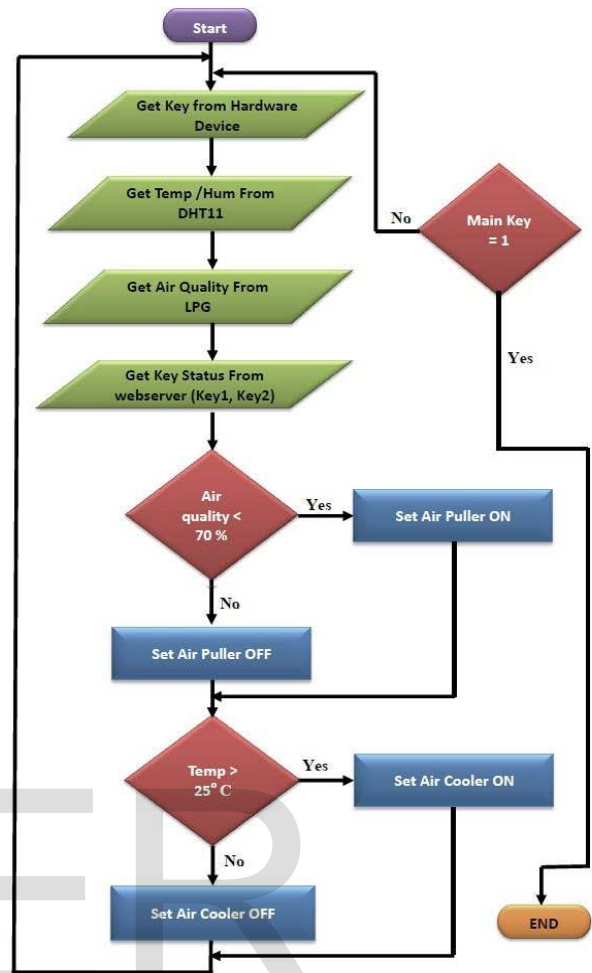 Start
Get Key from Hardware
Device
Get Temp /Hum From
DHT11
No
Main Key
= 1
Get Air Quality From
LPG
Yes
Get Key Status From
webserver (Key1, Key2)
Air
quality <
70 %
Yes
Set Air Puller ON
No
Set Air Puller OFF
Temp >
25° C
Yes
Set Air Cooler ON
No
Set Air Cooler OFF
END